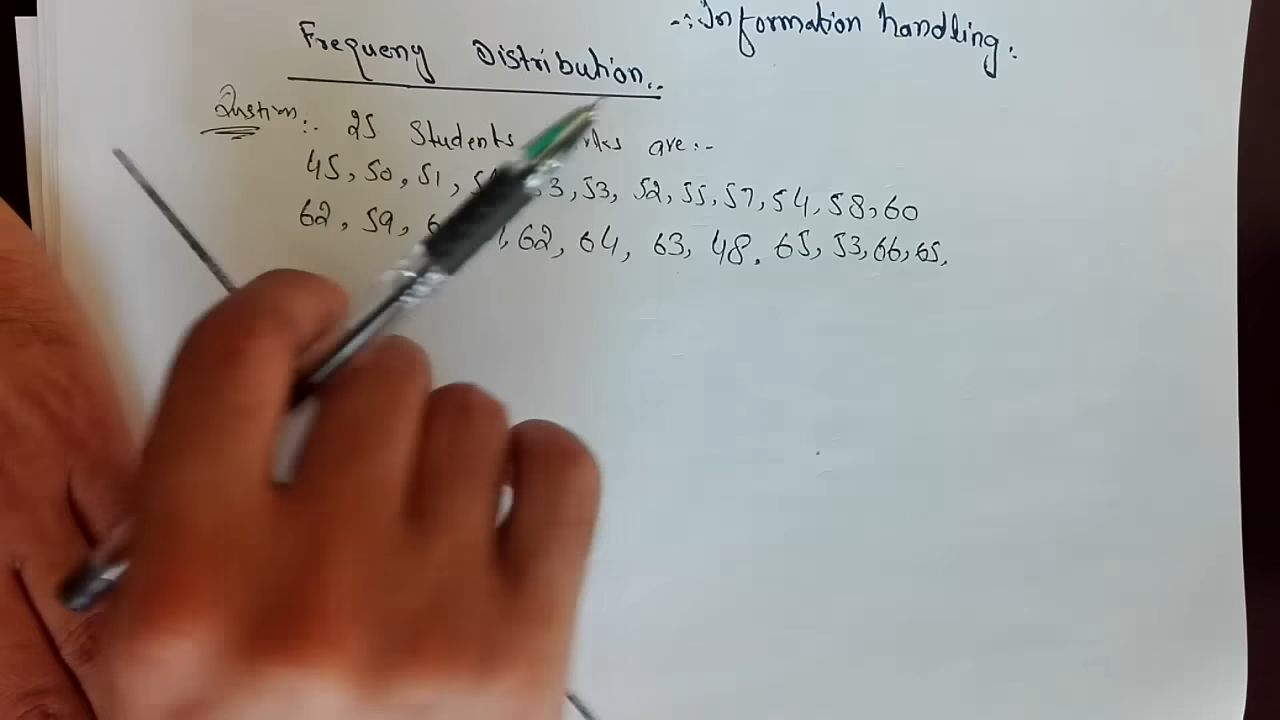 ∴ Information handling:
Frequeny Distribution..
Question:. 25 Students are:-
45, 50, 51, 53, 52, 55, 57, 54, 58, 60
62, 59, 62, 64, 63, 48. 65, 53, 66, 65,